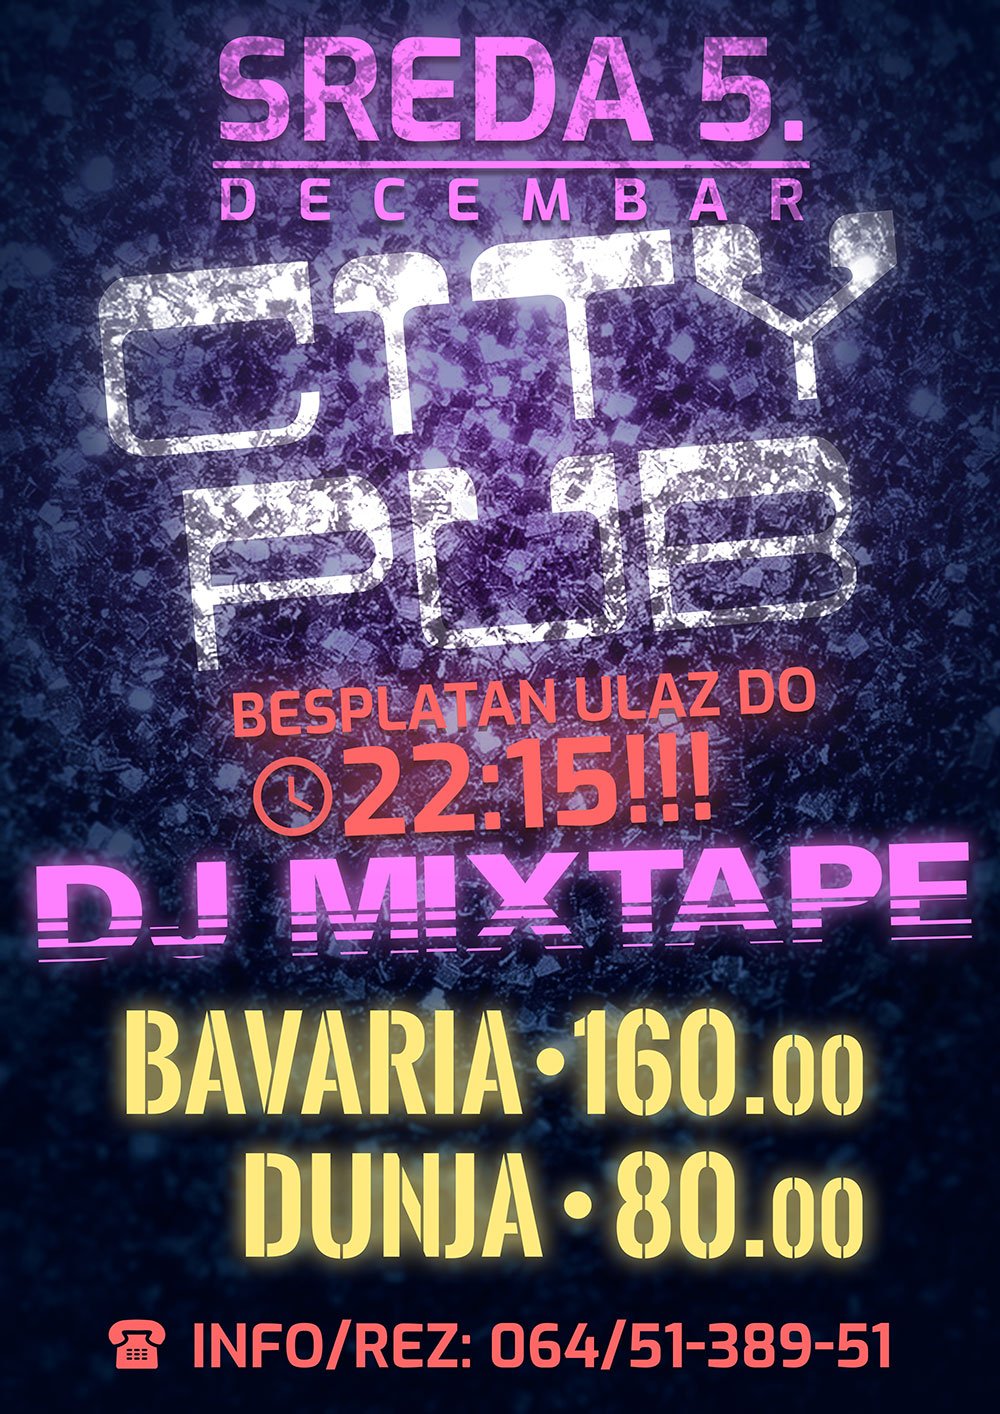 SREDA 5.
DECEMBAR
CITY
PUB
BESPLATAN ULAZ DO
22:15!!!
DJ MIXTAPE
BAVARIA • 160.00
DUNJA • 80.00
INFO/REZ: 064/51-389-51